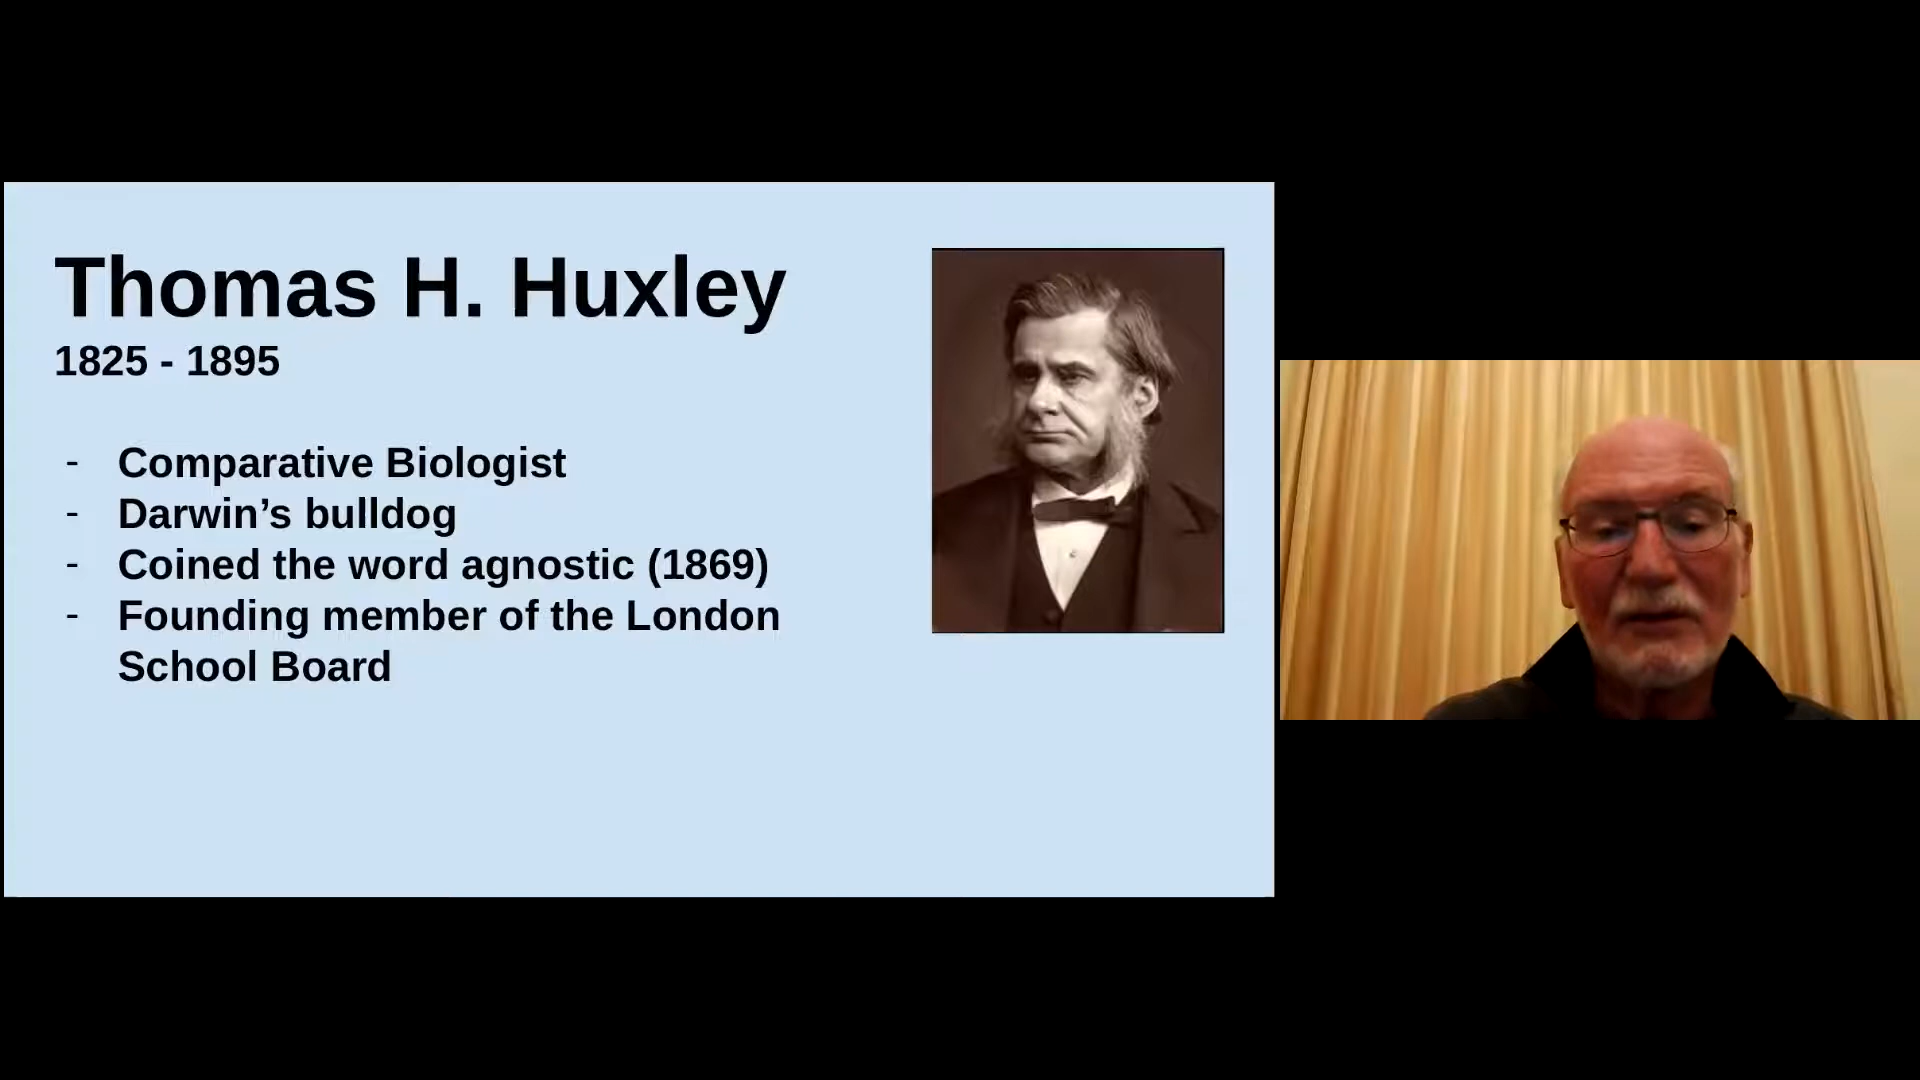 Thomas H. Huxley
1825 - 1895
- Comparative Biologist
- Darwin’s bulldog
- Coined the word agnostic (1869)
- Founding member of the London
School Board